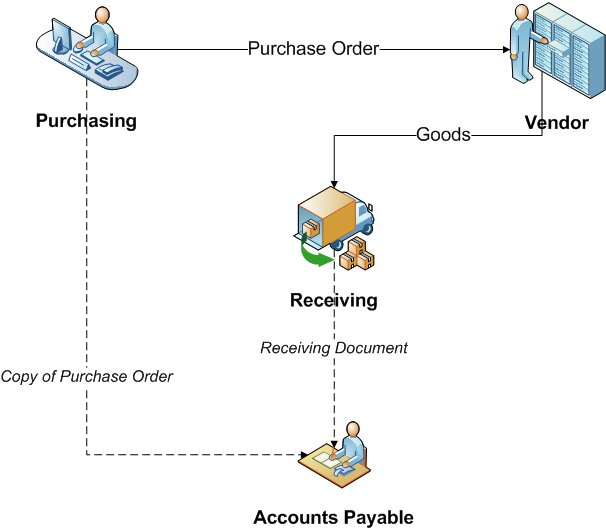 Purchase Order
Purchasing
Vendor
Goods
Receiving
Receiving Document
Copy of Purchase Order
Accounts Payable